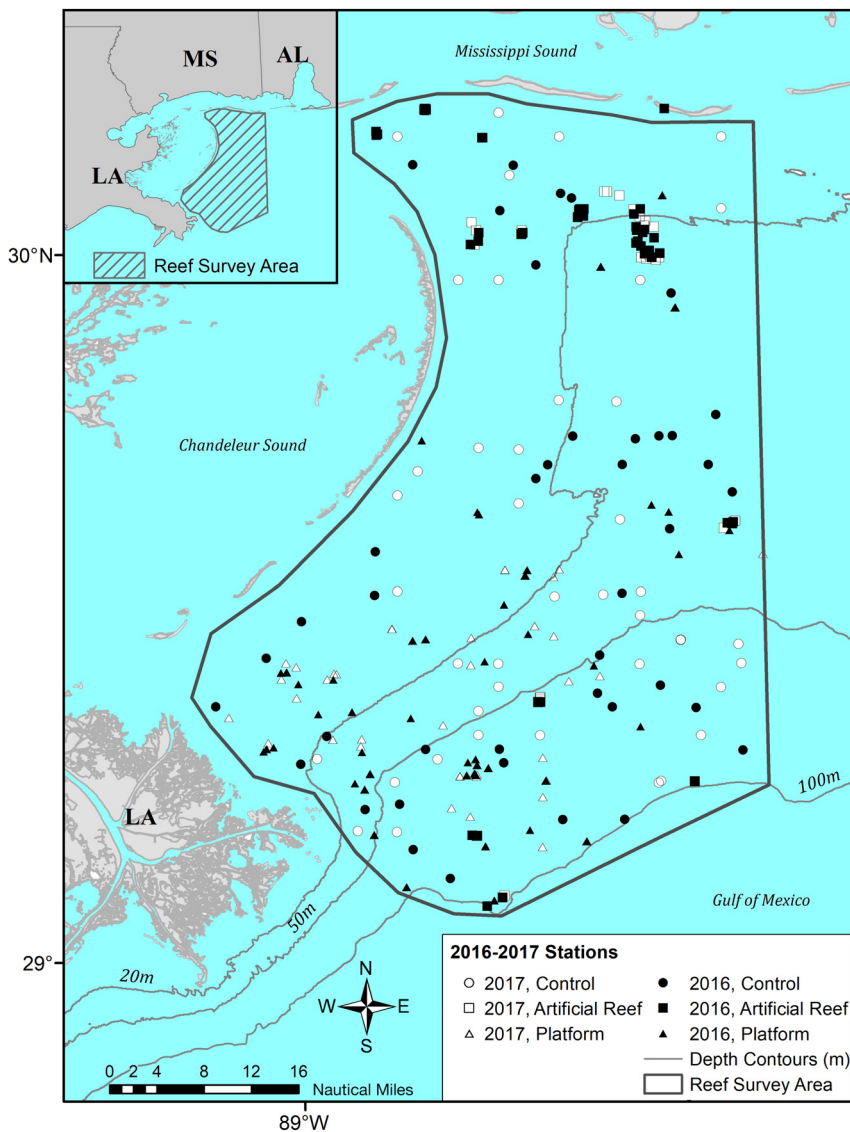 MS
AL
LA
Reef Survey Area
Mississippi Sound
30°N
Chandeleur Sound
LA
100m
Gulf of Mexico
50m
20m
29°
N
W
E
S
0 2 4 8 12 16
Nautical Miles
89°W
2016-2017 Stations
2017, Control
2016, Control
2017, Artificial Reef
2016, Artificial Reef
2017, Platform
2016, Platform
Depth Contours (m)
Reef Survey Area